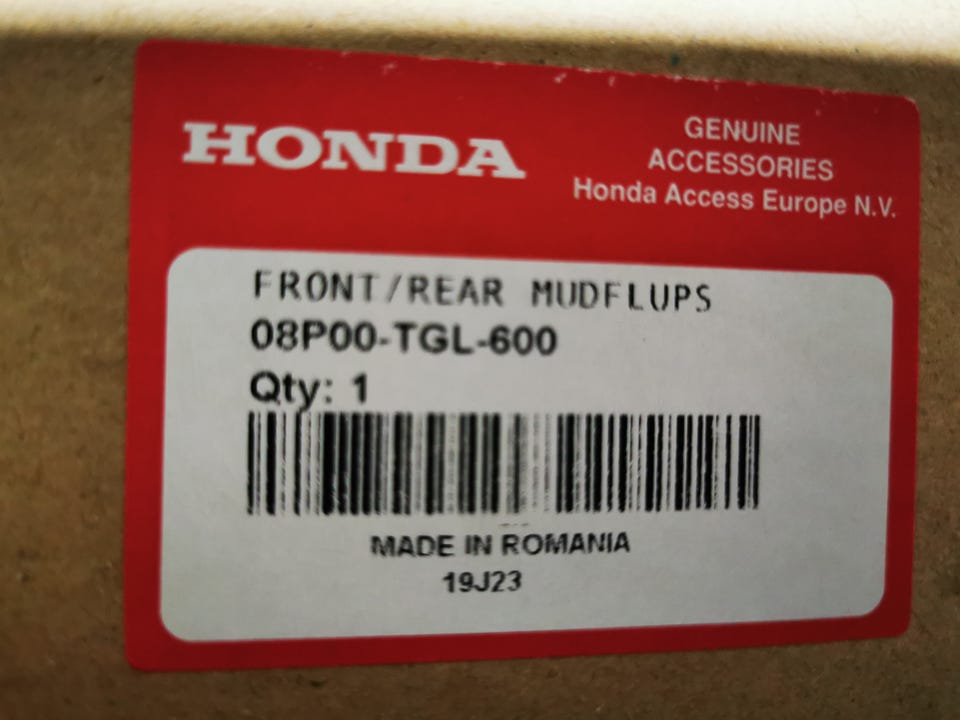 HONDA
GENUINE
ACCESSORIES
Honda Access Europe N.V.
FRONT/REAR MUDFLUPS
08P00-TGL-600
Qty: 1
MADE IN ROMANIA
19J23